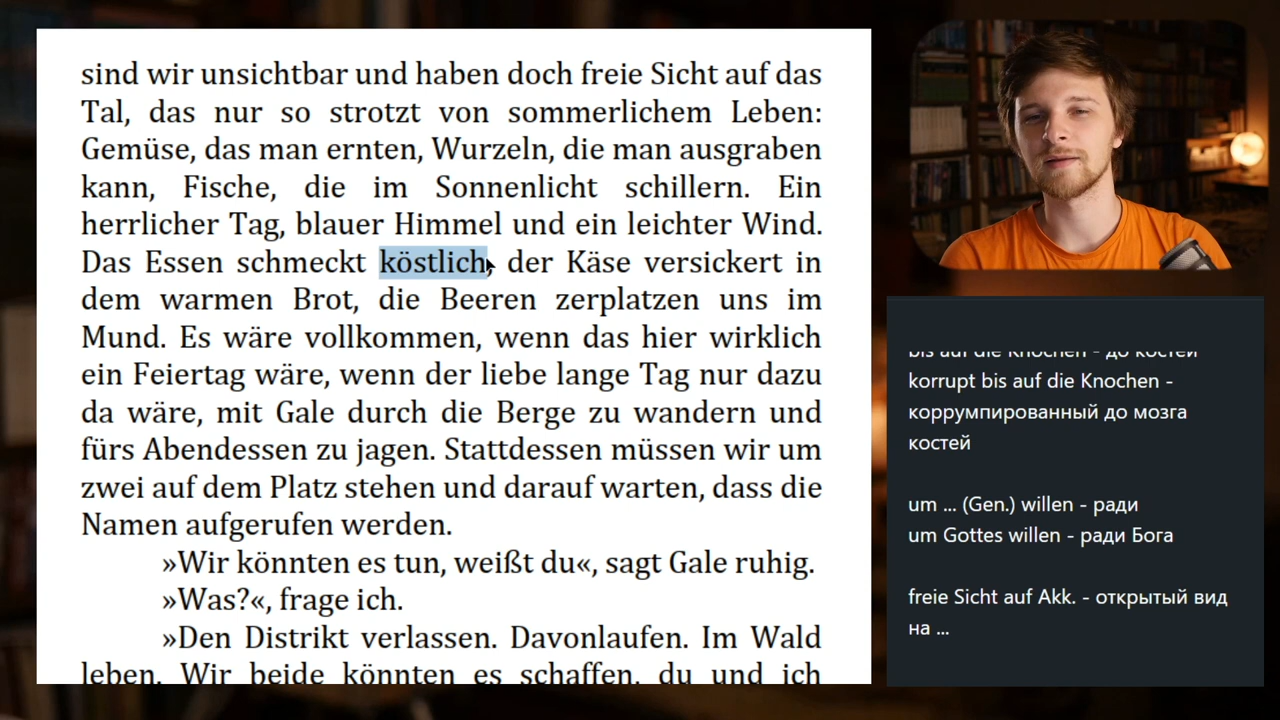 sind wir unsichtbar und haben doch freie Sicht auf das
Tal, das nur so strotzt von sommerlichem Leben:
Gemüse, das man ernten, Wurzeln, die man ausgraben
kann, Fische, die im Sonnenlicht schillern. Ein
herrlicher Tag, blauer Himmel und ein leichter Wind.
Das Essen schmeckt köstlich, der Käse versickert in
dem warmen Brot, die Beeren zerplatzen uns im
Mund. Es wäre vollkommen, wenn das hier wirklich
ein Feiertag wäre, wenn der liebe lange Tag nur dazu
da wäre, mit Gale durch die Berge zu wandern und
fürs Abendessen zu jagen. Stattdessen müssen wir um
zwei auf dem Platz stehen und darauf warten, dass die
Namen aufgerufen werden.
»Wir könnten es tun, weißt du«, sagt Gale ruhig.
»Was?«, frage ich.
»Den Distrikt verlassen. Davonlaufen. Im Wald
leben. Wir beide könnten es schaffen, du und ich
bis auf die Knochen - до костей
korrupt bis auf die Knochen -
коррумпированный до мозга
костей
um ... (Gen.) willen - ради
um Gottes willen - ради Бога
freie Sicht auf Akk. - открытый вид
на ...